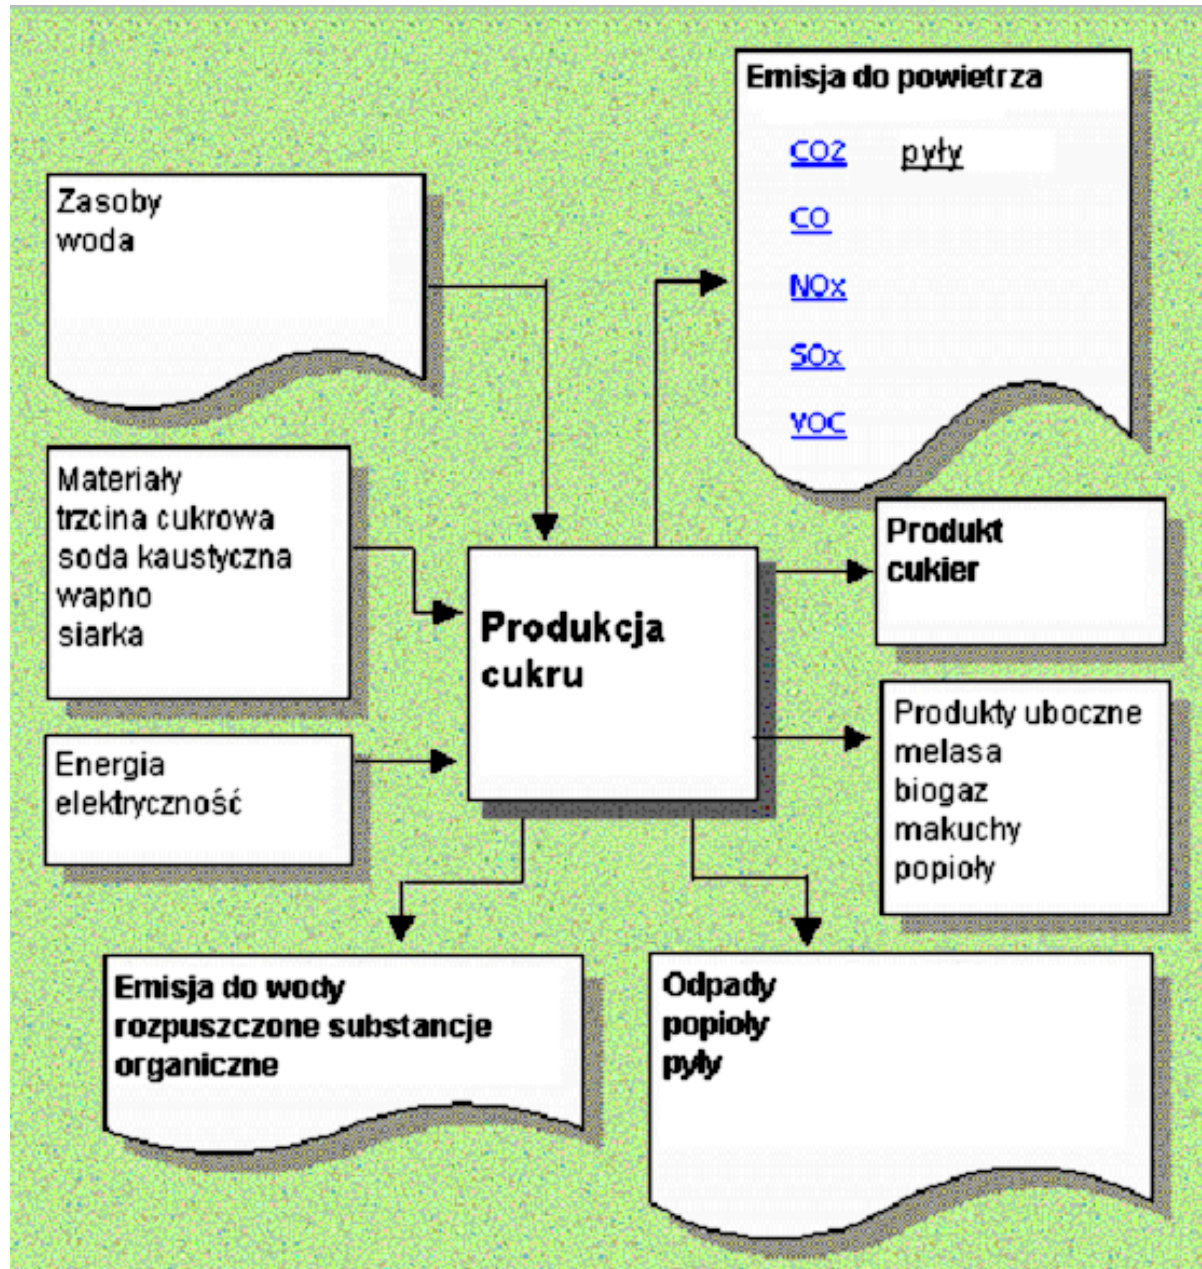 Emisja do powietrza
CO2 pyły
CO
NOx
SOx
VOC
Zasoby
woda
Materiały
trzcina cukrowa
soda kaustyczna
wapno
siarka
Energia
elektryczność
Produkcja
cukru
Produkt
cukier
Produkty uboczne
melasa
biogaz
makuchy
popioły
Emisja do wody
rozpuszczone substancje
organiczne
Odpady
popioły
pyły